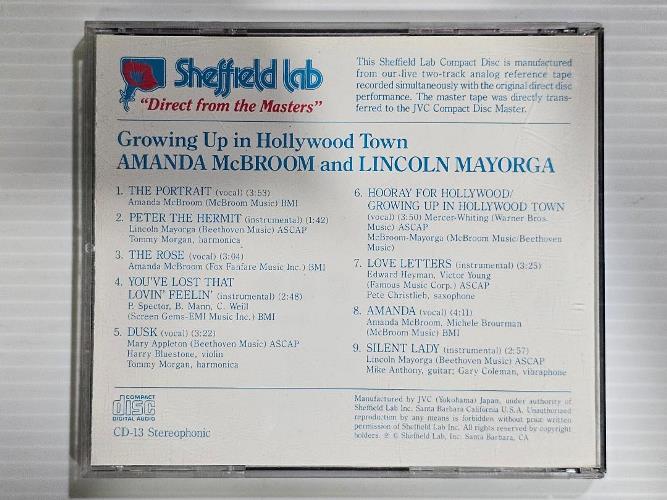 Sheffield lab
"Direct from the Masters"
This Sheffield Lab Compact Disc is manufactured
from our live two-track analog reference tape
recorded simultaneously with the original direct disc
performance. The master tape was directly trans-
ferred to the JVC Compact Disc Master.
Growing Up in Hollywood Town
AMANDA McBROOM and LINCOLN MAYORGA
1. THE PORTRAIT (vocal) (3:53)
Amanda McBroom (McBroom Music) BMI
2. PETER THE HERMIT (instrumental) (1:42)
Lincoln Mayorga (Beethoven Music) ASCAP
Tommy Morgan, harmonica
3. THE ROSE (vocal) (3:04)
Amanda McBroom (Fox Fanfare Music Inc.) BMI
4. YOU'VE LOST THAT
LOVIN' FEELIN' (instrumental) (2:48)
P. Spector, B. Mann, C. Weill
(Screen Gems-EMI Music Inc.) BMI
5. DUSK (vocal) (3:22)
Mary Appleton (Beethoven Music) ASCAP
Harry Bluestone, violin
Tommy Morgan, harmonica
6. HOORAY FOR HOLLYWOOD/
GROWING UP IN HOLLYWOOD TOWN
(vocal) (3:50) Mercer-Whiting (Warner Bros.
Music) ASCAP
McBroom-Mayorga (McBroom Music/Beethoven
Music)
7. LOVE LETTERS (instrumental) (3:25)
Edward Heyman, Victor Young
(Famous Music Corp.) ASCAP
Pete Christlieb, saxophone
8. AMANDA (vocal) (4:11)
Amanda McBroom, Michele Brourman
(McBroom Music) BMI
9. SILENT LADY (instrumental) (2:57)
Lincoln Mayorga (Beethoven Music) ASCAP
Mike Anthony, guitar; Gary Coleman, vibraphone
COMPACT
disc
DIGITAL AUDIO
CD-13 Stereophonic
Manufactured by JVC (Yokohama) Japan, under authority of
Sheffield Lab Inc. Santa Barbara California U.S.A. Unauthorized
reproduction by any means is forbidden without prior written
permission of Sheffield Lab Inc. All rights reserved by copyright
holders. ℗ © Sheffield Lab, Inc. Santa Barbara, CA